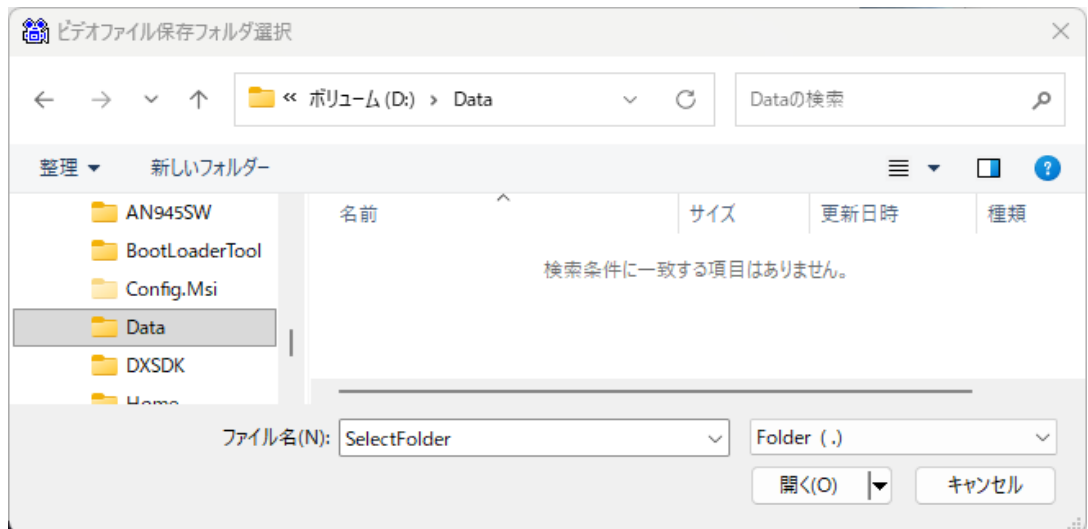 ビデオファイル保存フォルダ選択
« ボリューム (D:) › Data
Dataの検索
整理 新しいフォルダー
AN945SW
BootLoaderTool
Config.Msi
Data
DXSDK
Home
名前 サイズ 更新日時 種類
検索条件に一致する項目はありません。
ファイル名(N): SelectFolder
Folder ( .)
開く(O) キャンセル